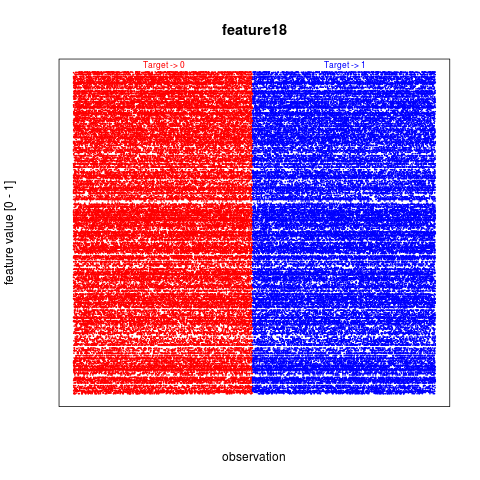 feature18
Target -> 0 Target -> 1
feature value [0 - 1]
observation